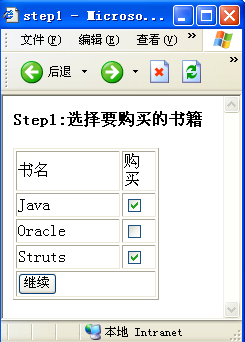 step1 - Microso...
文件(F) 编辑(E) 查看(V) »
后退 »
Step1:选择要购买的书籍
书名 购买
Java
Oracle
Struts
继续
本地 Intranet